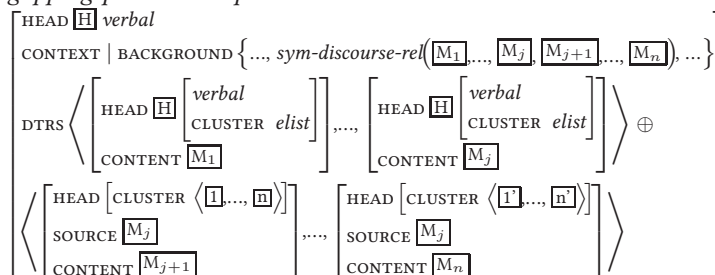 HEAD H verbal
CONTEXT | BACKGROUND {..., sym-discourse-rel(M1,..., Mj, Mj+1,..., Mn), ...}
DTRS ⟨[HEAD H [verbal CLUSTER elist] CONTENT M1],..., [HEAD H [verbal CLUSTER elist] CONTENT Mj]⟩ ⊕
⟨[HEAD [CLUSTER ⟨1,..., n⟩] SOURCE Mj CONTENT Mj+1],..., [HEAD [CLUSTER ⟨1',..., n'⟩] SOURCE Mj CONTENT Mn]⟩